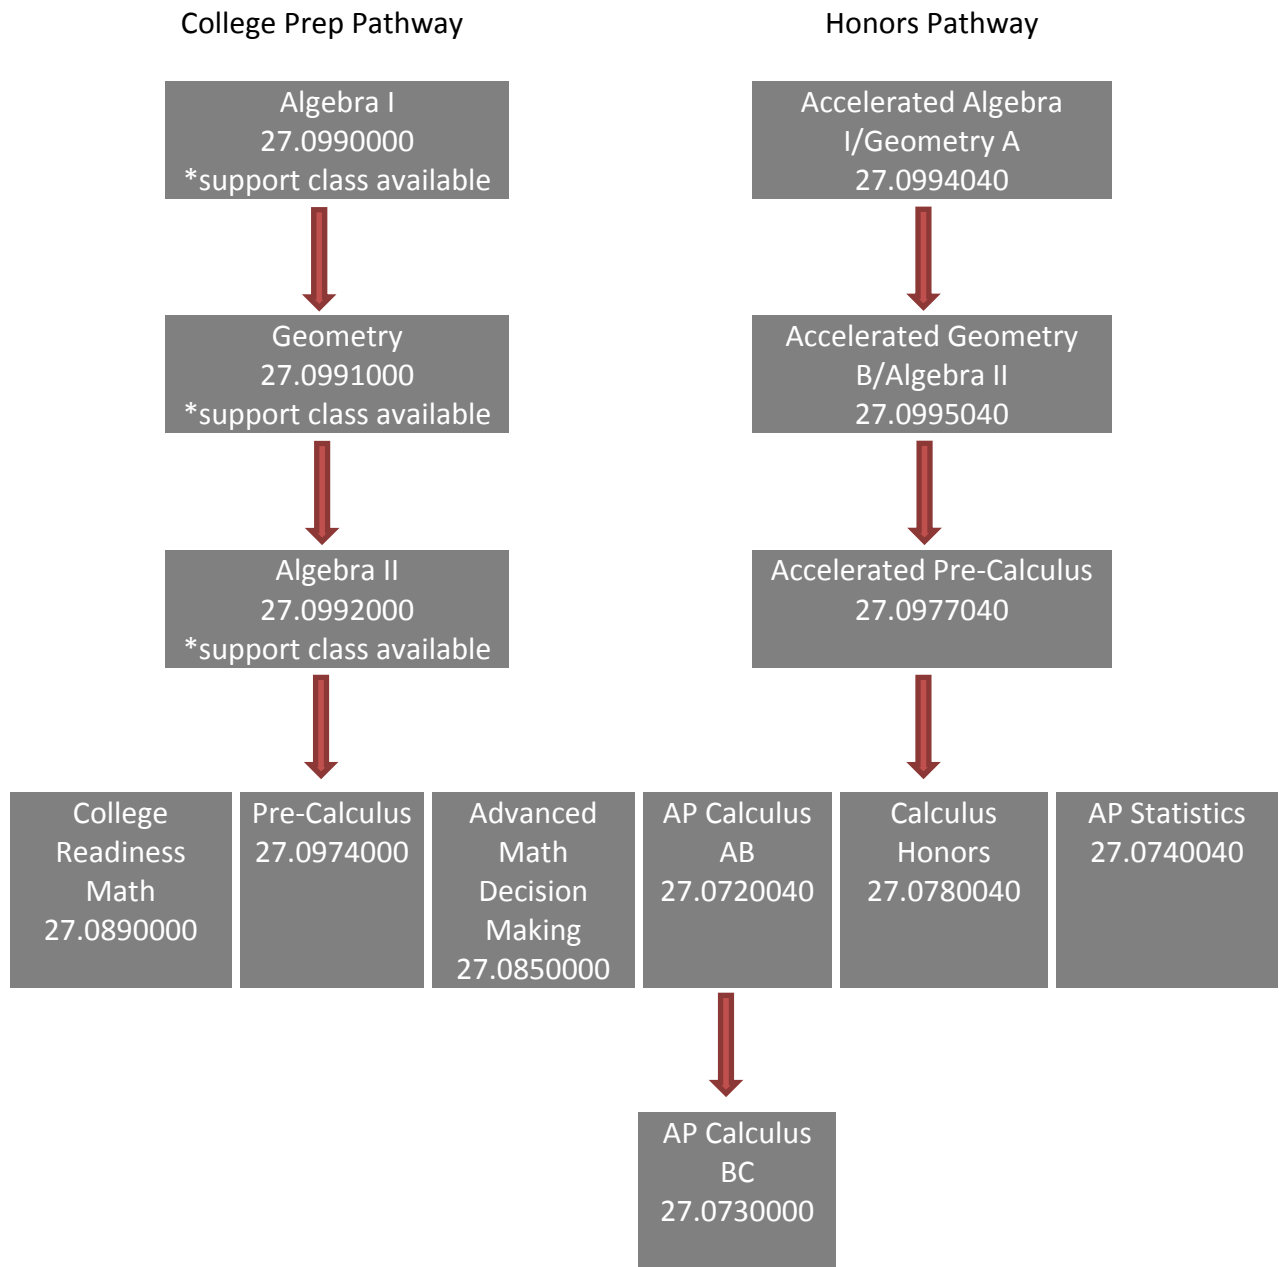 College Prep Pathway
Honors Pathway
Algebra I
27.0990000
*support class available
Accelerated Algebra
I/Geometry A
27.0994040
Geometry
27.0991000
*support class available
Accelerated Geometry
B/Algebra II
27.0995040
Algebra II
27.0992000
*support class available
Accelerated Pre-Calculus
27.0977040
College
Readiness
Math
27.0890000
Pre-Calculus
27.0974000
Advanced
Math
Decision
Making
27.0850000
AP Calculus
AB
27.0720040
Calculus
Honors
27.0780040
AP Statistics
27.0740040
AP Calculus
BC
27.0730000